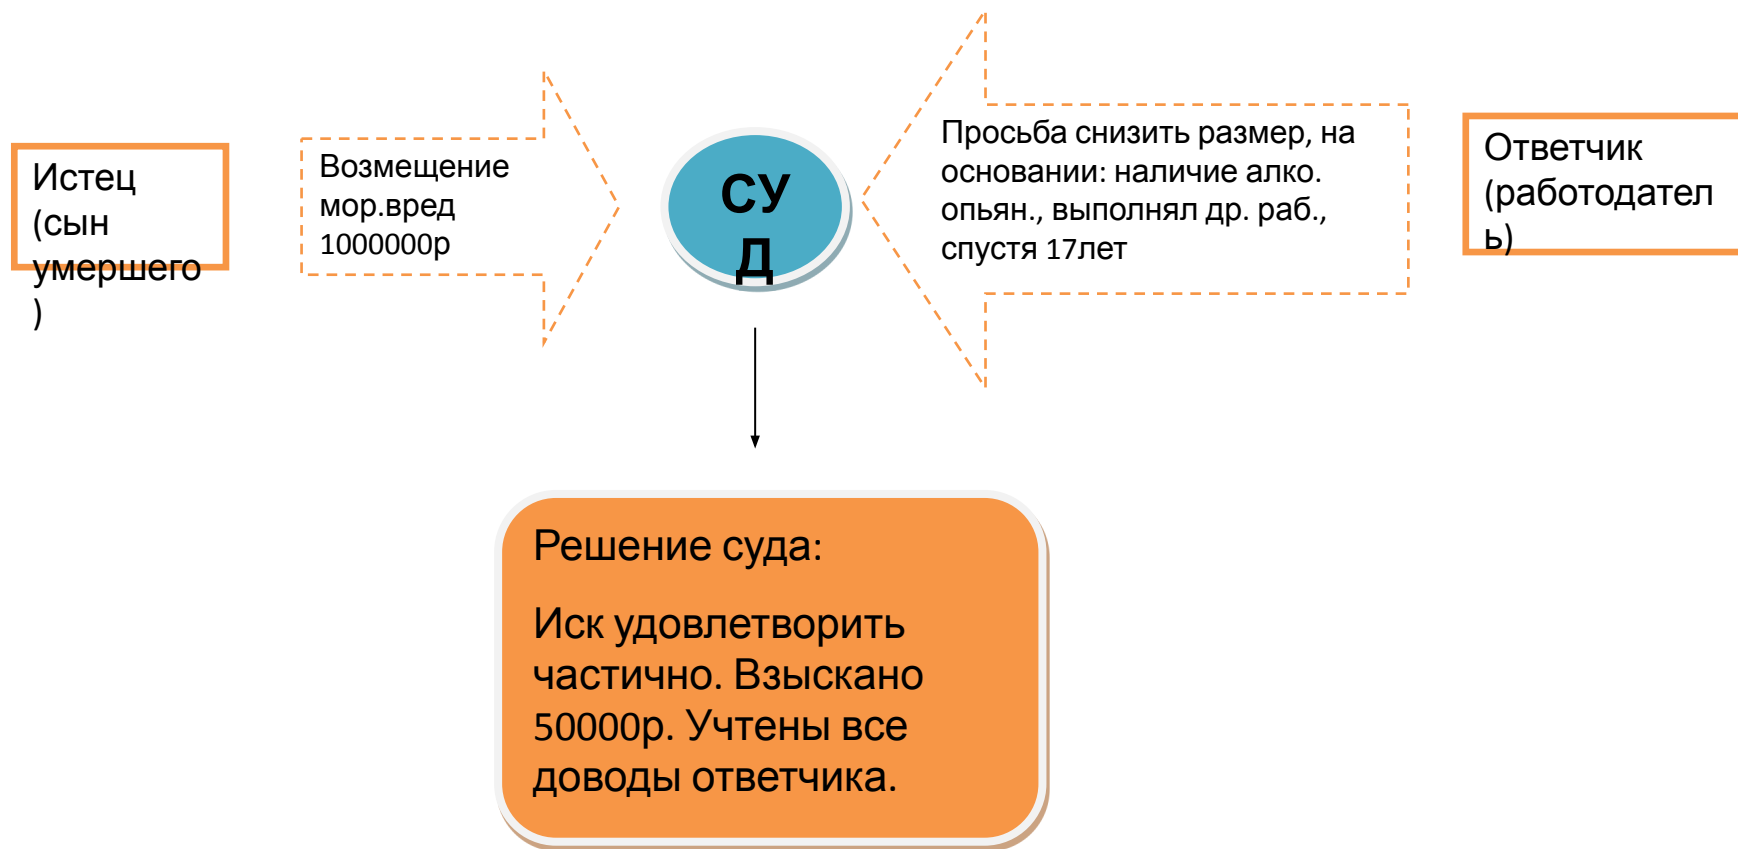 Истец
(сын
умершего
)
Возмещение
мор.вред
1000000р
СУ
Д
Просьба снизить размер, на
основании: наличие алко.
опьян., выполнял др. раб.,
спустя 17лет
Ответчик
(работодател
ь)
Решение суда:
Иск удовлетворить
частично. Взыскано
50000р. Учтены все
доводы ответчика.